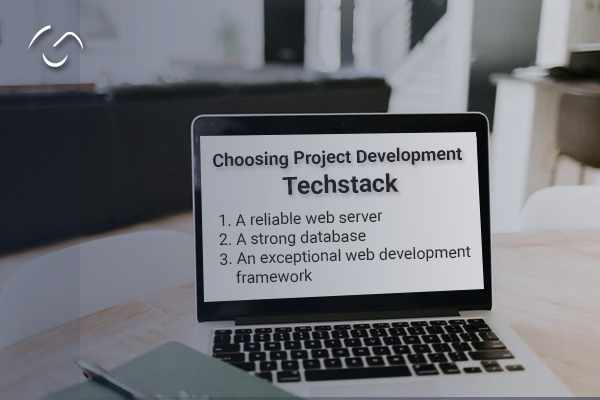 Choosing Project Development
Techstack
1. A reliable web server
2. A strong database
3. An exceptional web development
framework